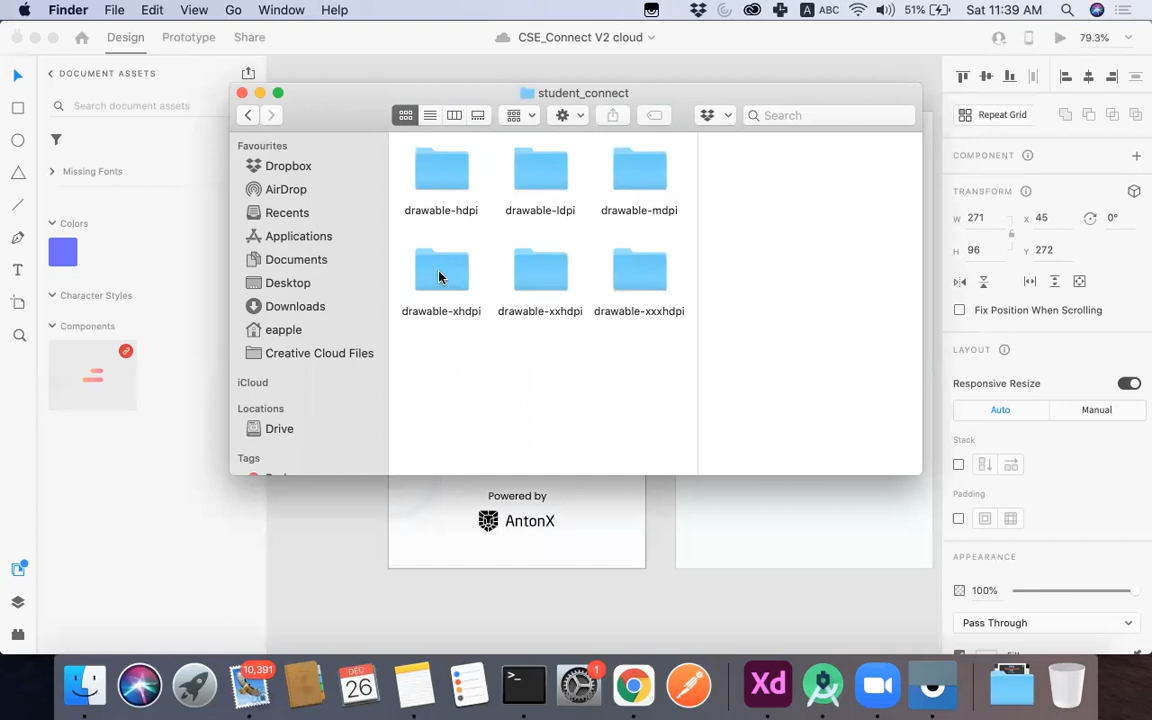 Finder File Edit View Go Window Help A ABC 51% Sat 11:39 AM
Design Prototype Share CSE_Connect V2 cloud 79.3%
DOCUMENT ASSETS
Search document assets
Missing Fonts
Colors
Character Styles
Components
student_connect
Search
Favourites
Dropbox
AirDrop
Recents
Applications
Documents
Desktop
Downloads
eapple
Creative Cloud Files
iCloud
Locations
Drive
Tags
drawable-hdpi drawable-ldpi drawable-mdpi
drawable-xhdpi drawable-xxhdpi drawable-xxxhdpi
Powered by
AntonX
Repeat Grid
COMPONENT
TRANSFORM
W 271 X 45 0°
H 96 Y 272
Fix Position When Scrolling
LAYOUT
Responsive Resize
Auto Manual
Stack
Padding
APPEARANCE
100%
Pass Through
10,391
DEC
26
1
Xd